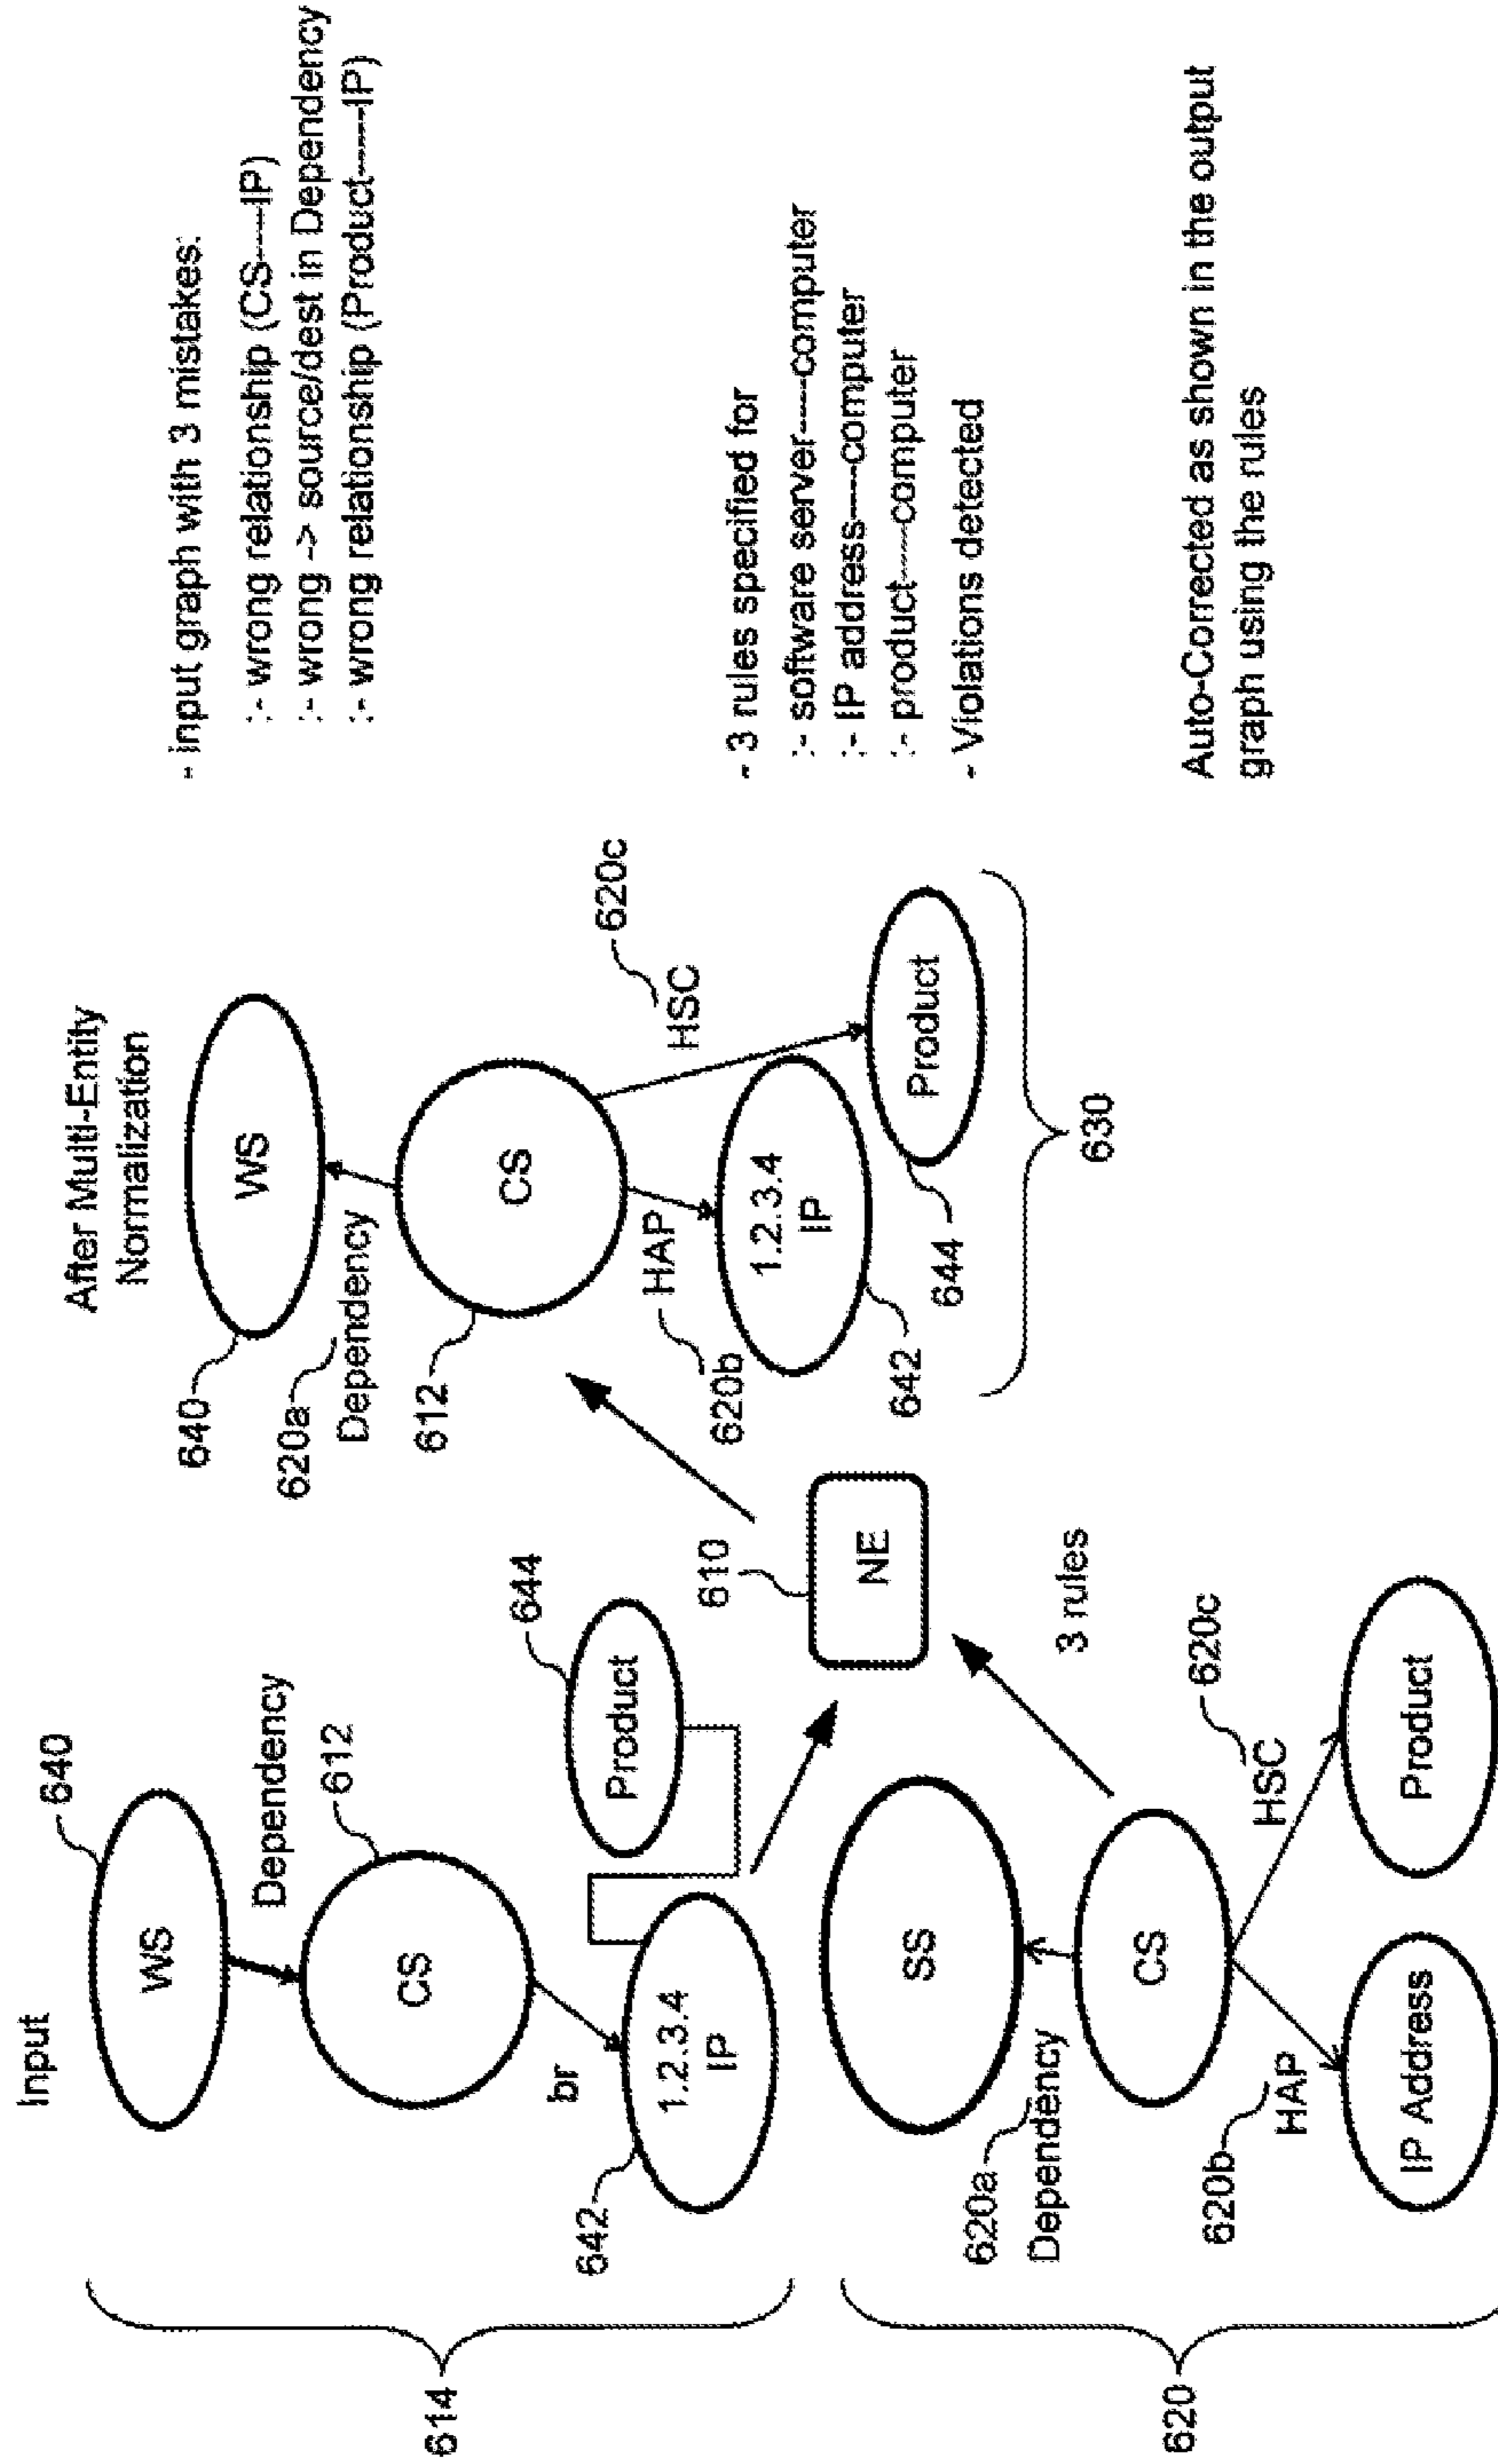 Input
640
WS
Dependency
612
CS
br
644
Product
1.2.3.4
IP
642
614
SS
620a
Dependency
CS
620b
HAP
620c
HSC
IP Address
Product
620
3 rules
610
NE
After Multi-Entity
Normalization
640
WS
620a
Dependency
612
CS
HAP
620b
620c
HSC
1.2.3.4
IP
642
Product
644
630
- input graph with 3 mistakes:
:- wrong relationship (CS----IP)
:- wrong -> source/dest in Dependency
:- wrong relationship (Product-----IP)
- 3 rules specified for
:- software server-----computer
:- IP address----computer
:- product-----computer
- Violations detected
Auto-Corrected as shown in the output
graph using the rules